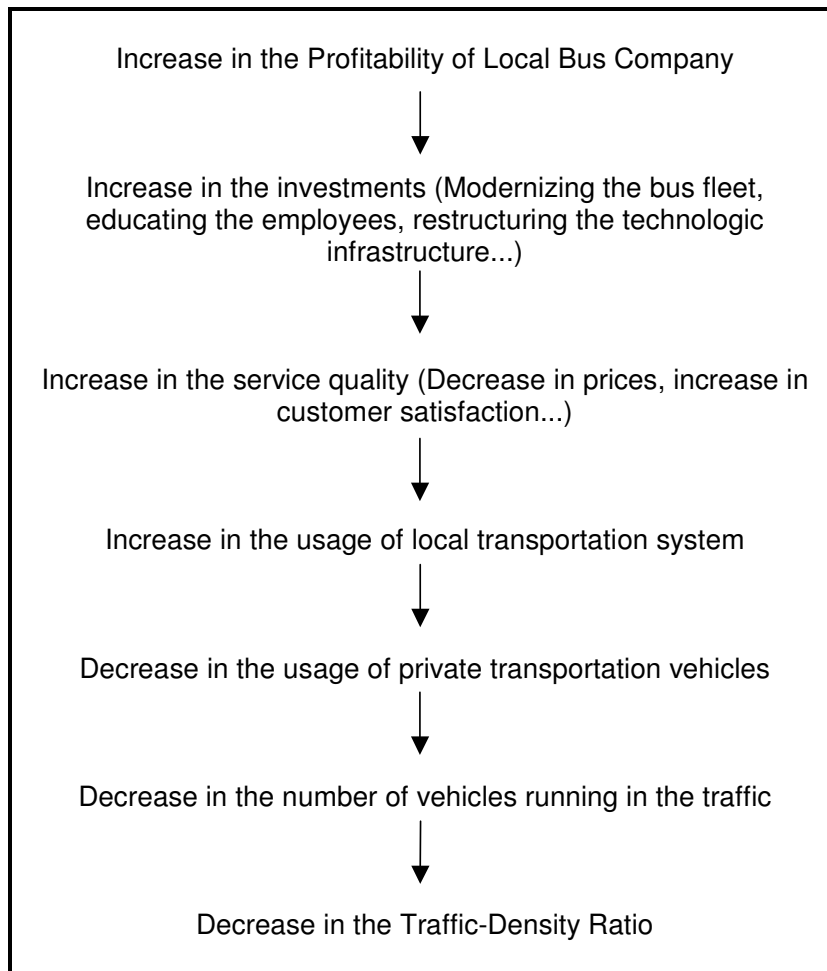 Increase in the Profitability of Local Bus Company
Increase in the investments (Modernizing the bus fleet,
educating the employees, restructuring the technologic
infrastructure...)
Increase in the service quality (Decrease in prices, increase in
customer satisfaction...)
Increase in the usage of local transportation system
Decrease in the usage of private transportation vehicles
Decrease in the number of vehicles running in the traffic
Decrease in the Traffic-Density Ratio